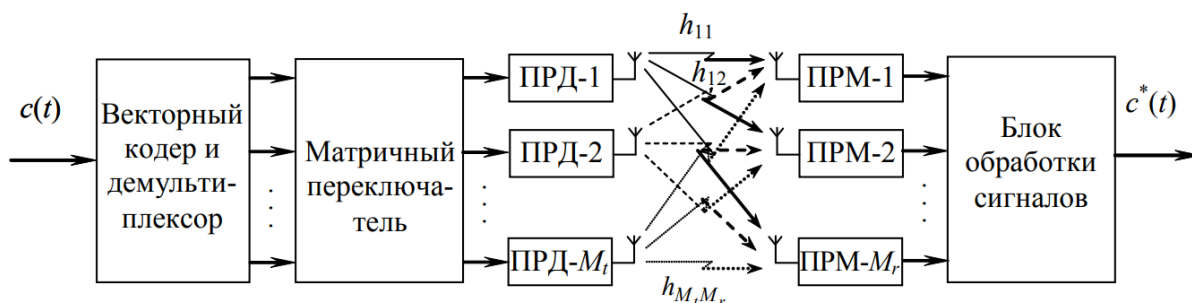 c(t)
Векторный
кодер и
демульти-
плексор
Матричный
переключа-
тель
ПРД-1
ПРД-2
ПРД-Mt
h11
h12
hMtMr
ПРМ-1
ПРМ-2
ПРМ-Mr
Блок
обработки
сигналов
c*(t)